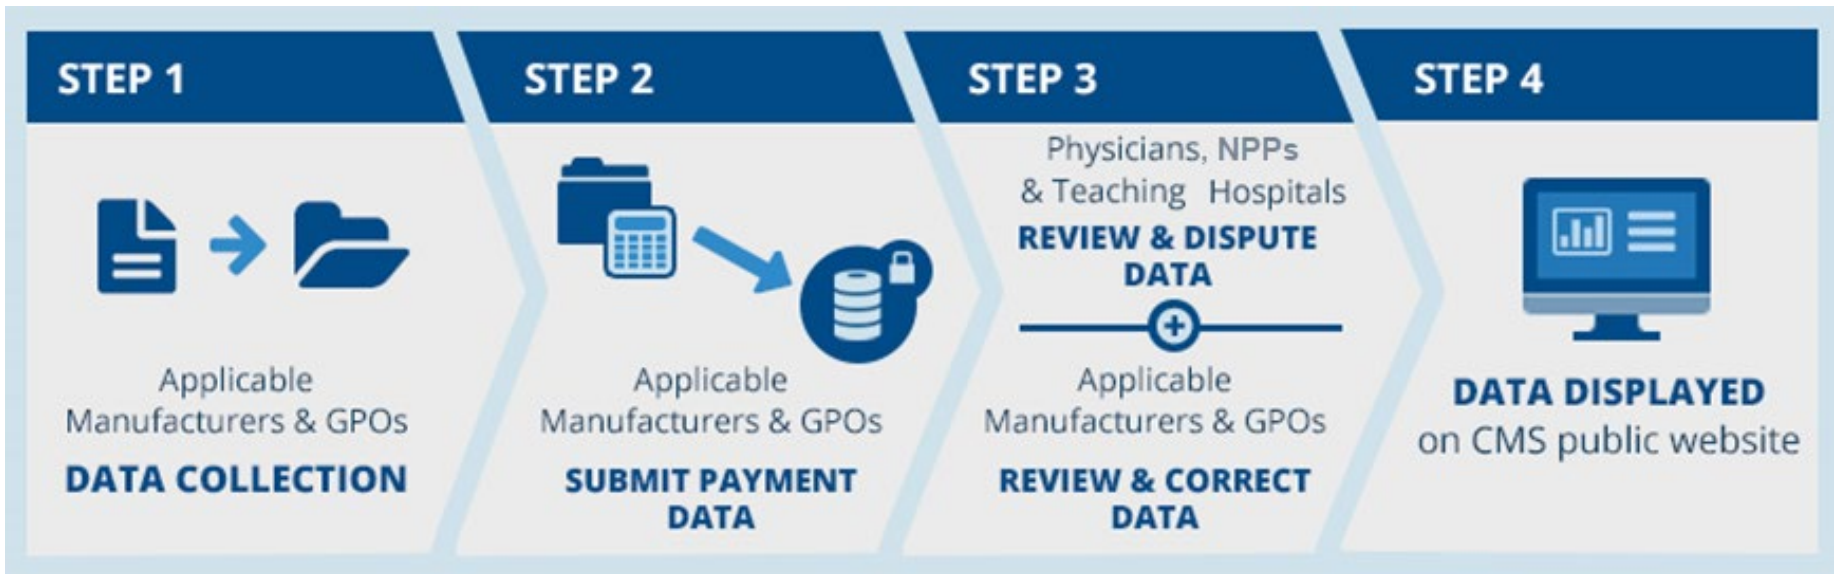 STEP 1
Applicable
Manufacturers & GPOs
DATA COLLECTION
STEP 2
Applicable
Manufacturers & GPOs
SUBMIT PAYMENT
DATA
STEP 3
Physicians, NPPs
& Teaching Hospitals
REVIEW & DISPUTE
DATA
Applicable
Manufacturers & GPOs
REVIEW & CORRECT
DATA
STEP 4
DATA DISPLAYED
on CMS public website